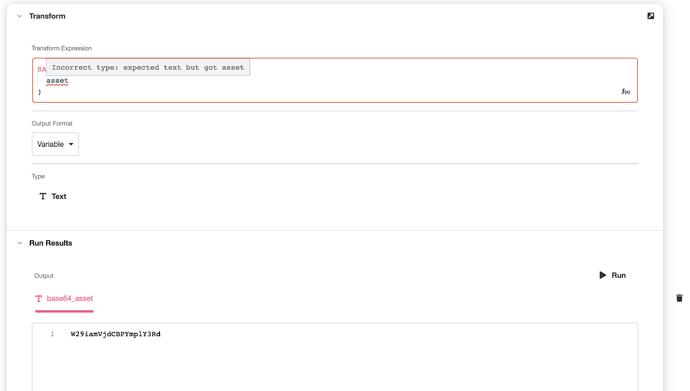 Transform
Transform Expression
BA
Incorrect type: expected text but got asset
asset
)
f(x)
Output Format
Variable
Type
T Text
Run Results
Output
Run
T base64_asset
1 W29iamVjdCBPYmplY3Rd